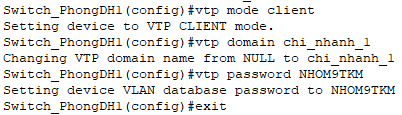 Switch_PhongDH1(config)#vtp mode client
Setting device to VTP CLIENT mode.
Switch_PhongDH1(config)#vtp domain chi_nhanh_1
Changing VTP domain name from NULL to chi_nhanh_1
Switch_PhongDH1(config)#vtp password NHOM9TKM
Setting device VLAN database password to NHOM9TKM
Switch_PhongDH1(config)#exit